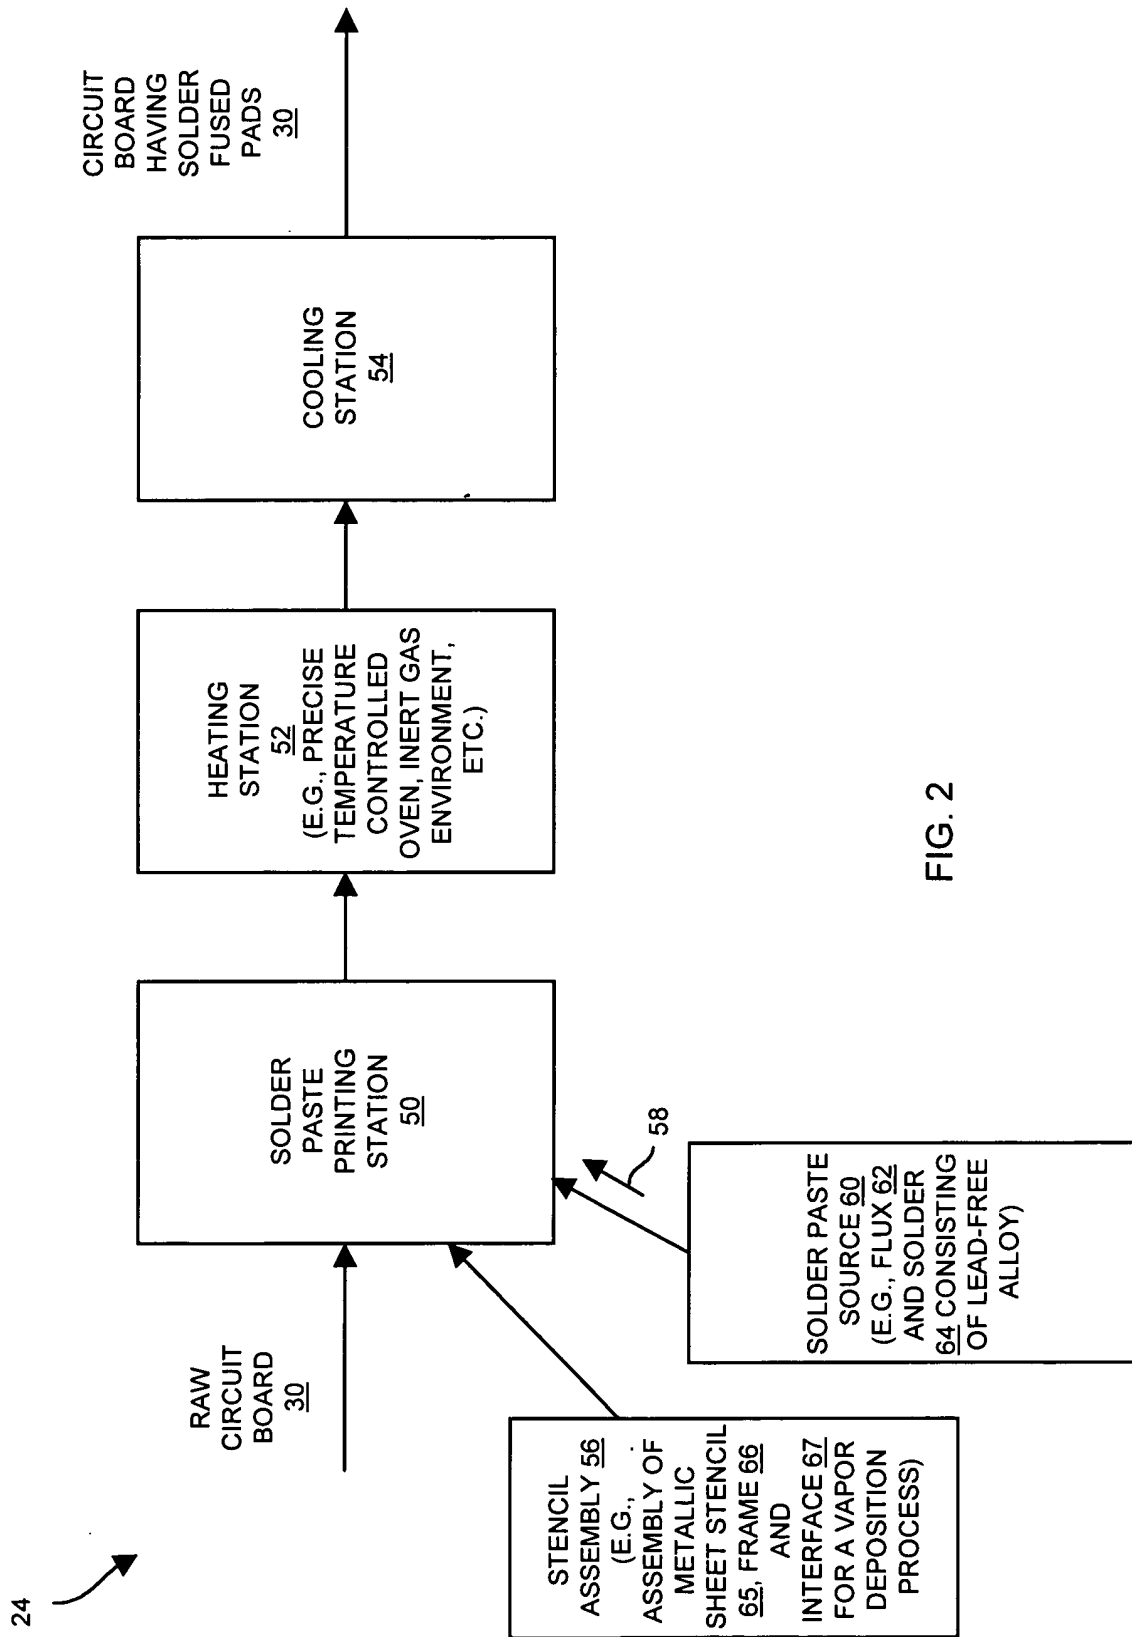 24
RAW
CIRCUIT
BOARD
30
STENCIL
ASSEMBLY 56
(E.G.,
ASSEMBLY OF
METALLIC
SHEET STENCIL
65, FRAME 66
AND
INTERFACE 67
FOR A VAPOR
DEPOSITION
PROCESS)
SOLDER PASTE
SOURCE 60
(E.G., FLUX 62
AND SOLDER
64 CONSISTING
OF LEAD-FREE
ALLOY)
58
SOLDER
PASTE
PRINTING
STATION
50
HEATING
STATION
52
(E.G., PRECISE
TEMPERATURE
CONTROLLED
OVEN, INERT GAS
ENVIRONMENT,
ETC.)
COOLING
STATION
54
CIRCUIT
BOARD
HAVING
SOLDER
FUSED
PADS
30
FIG. 2